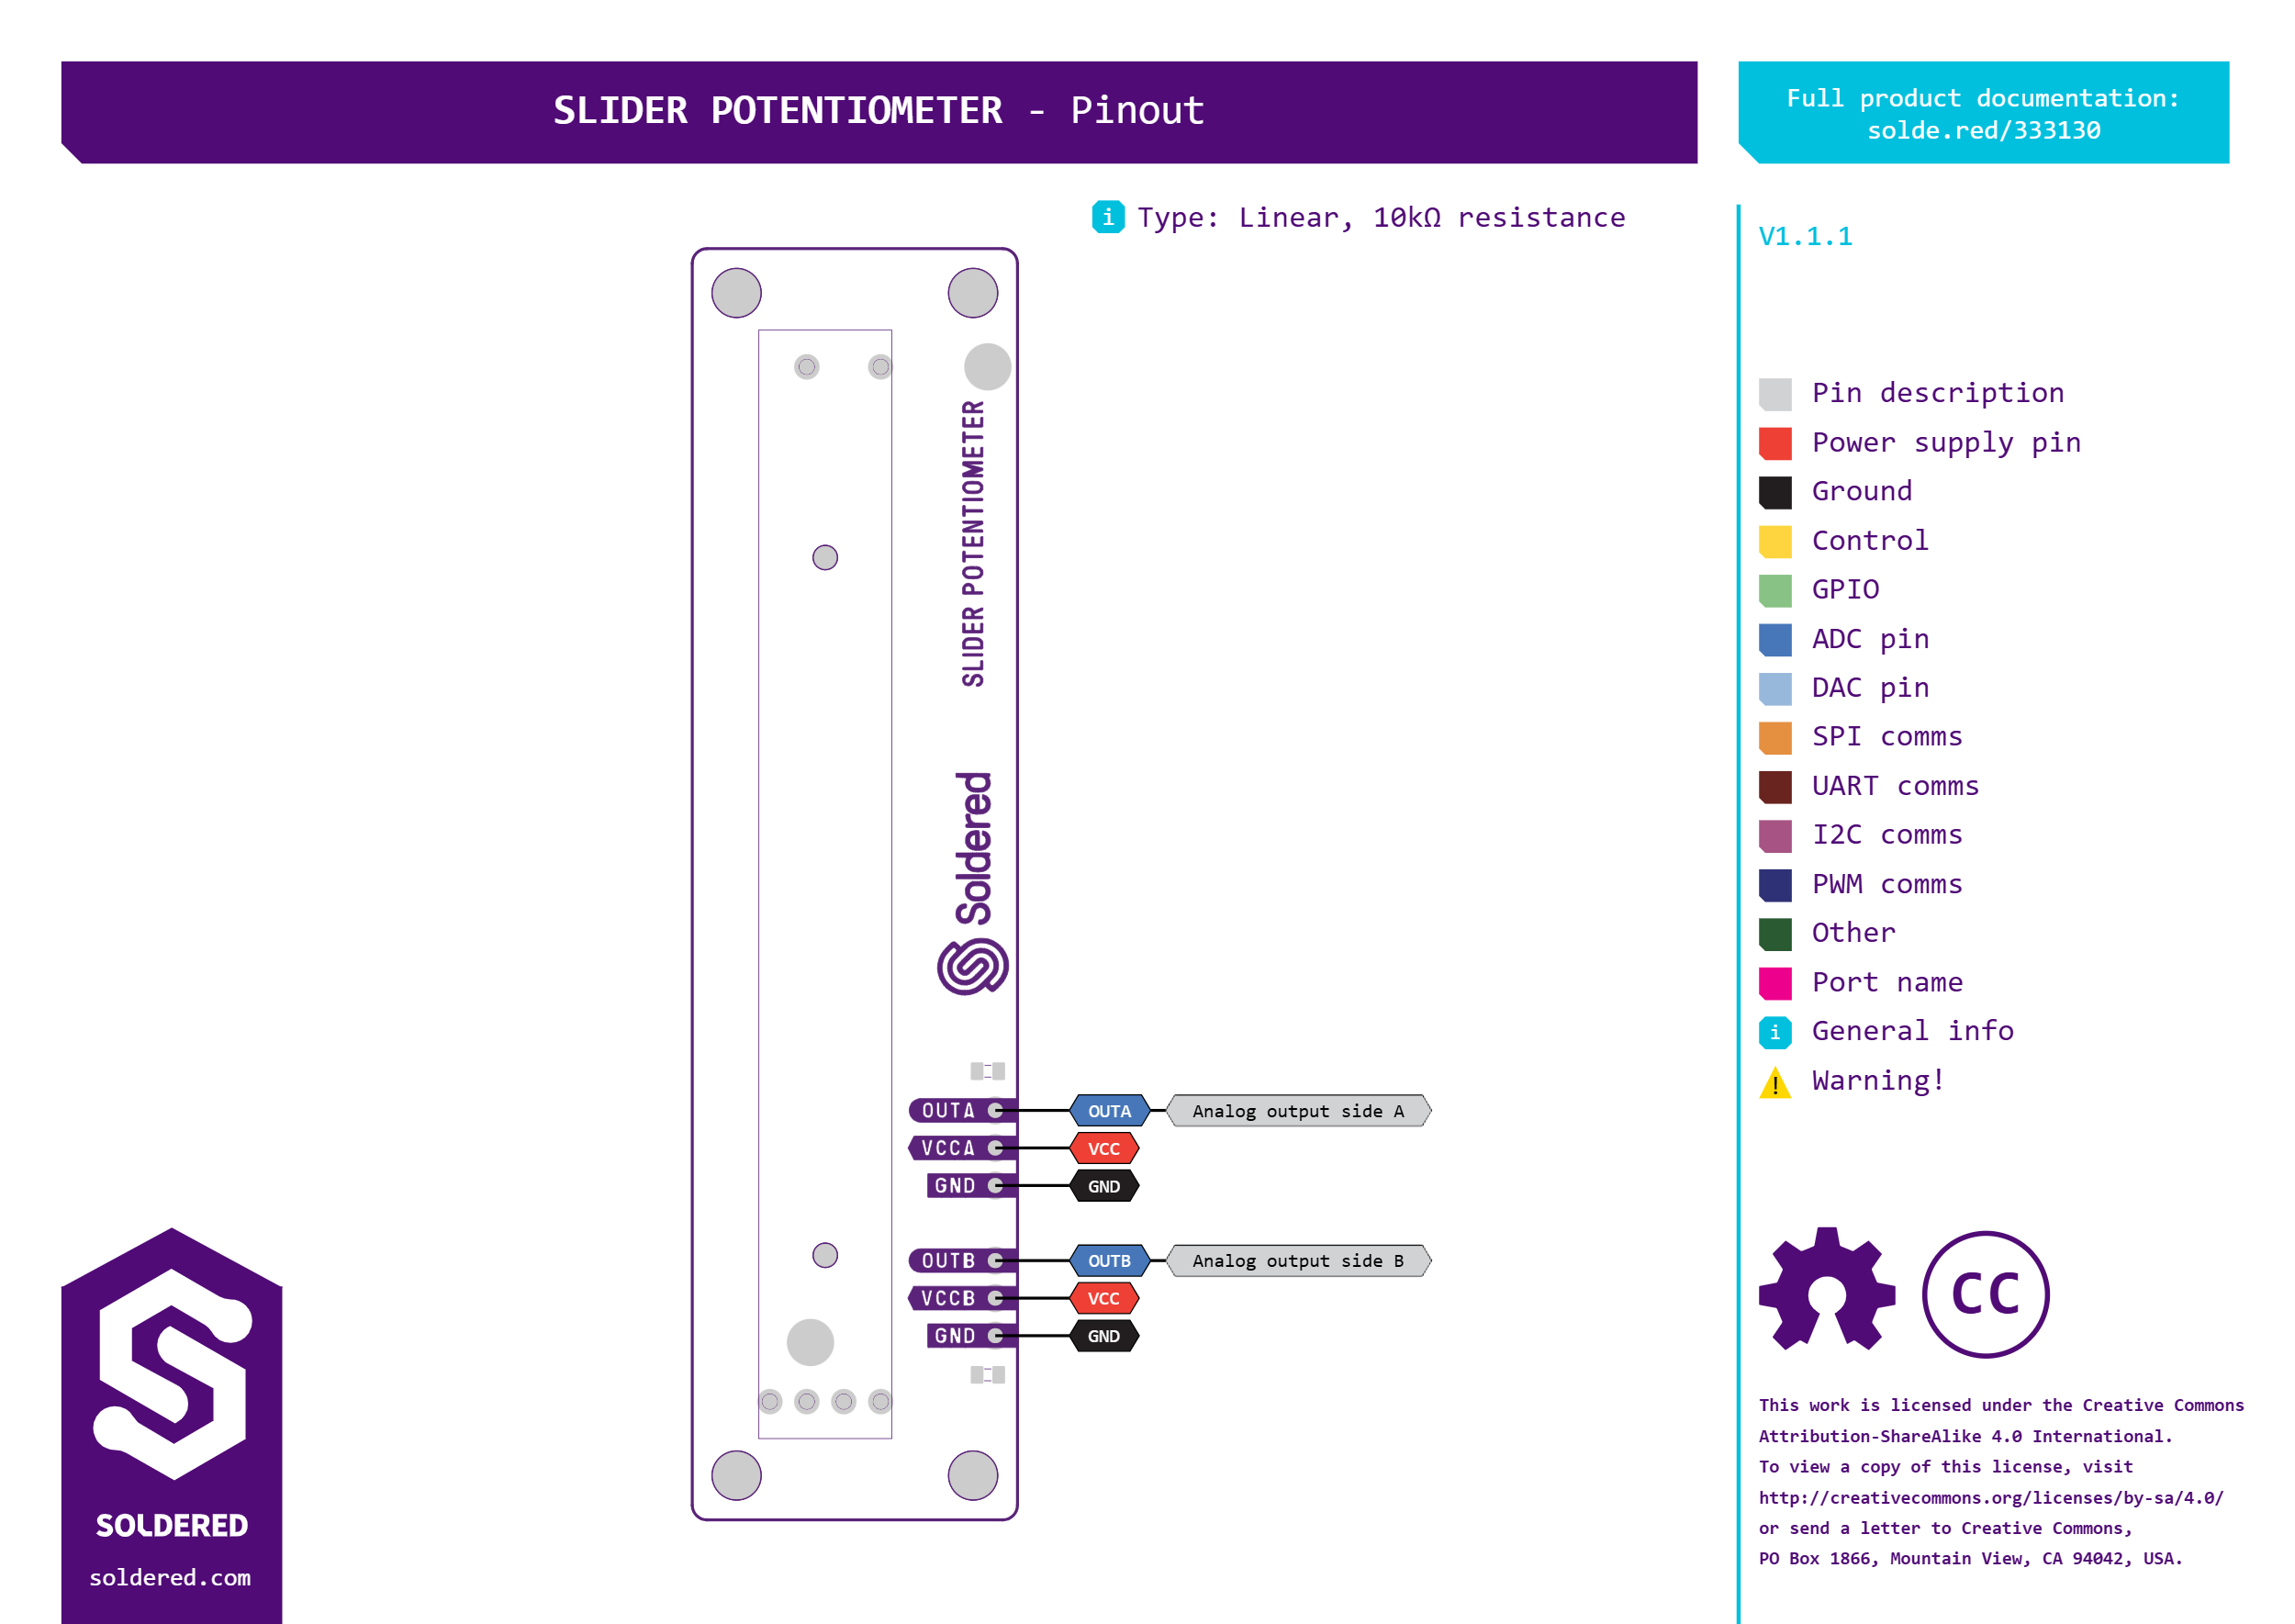 SLIDER POTENTIOMETER - Pinout
Full product documentation:
solde.red/333130
i Type: Linear, 10kΩ resistance
V1.1.1
SLIDER POTENTIOMETER
Soldered
OUTA OUTA Analog output side A
VCCA VCC
GND GND
OUTB OUTB Analog output side B
VCCB VCC
GND GND
Pin description
Power supply pin
Ground
Control
GPIO
ADC pin
DAC pin
SPI comms
UART comms
I2C comms
PWM comms
Other
Port name
i General info
! Warning!
CC
This work is licensed under the Creative Commons
Attribution-ShareAlike 4.0 International.
To view a copy of this license, visit
http://creativecommons.org/licenses/by-sa/4.0/
or send a letter to Creative Commons,
PO Box 1866, Mountain View, CA 94042, USA.
SOLDERED
soldered.com